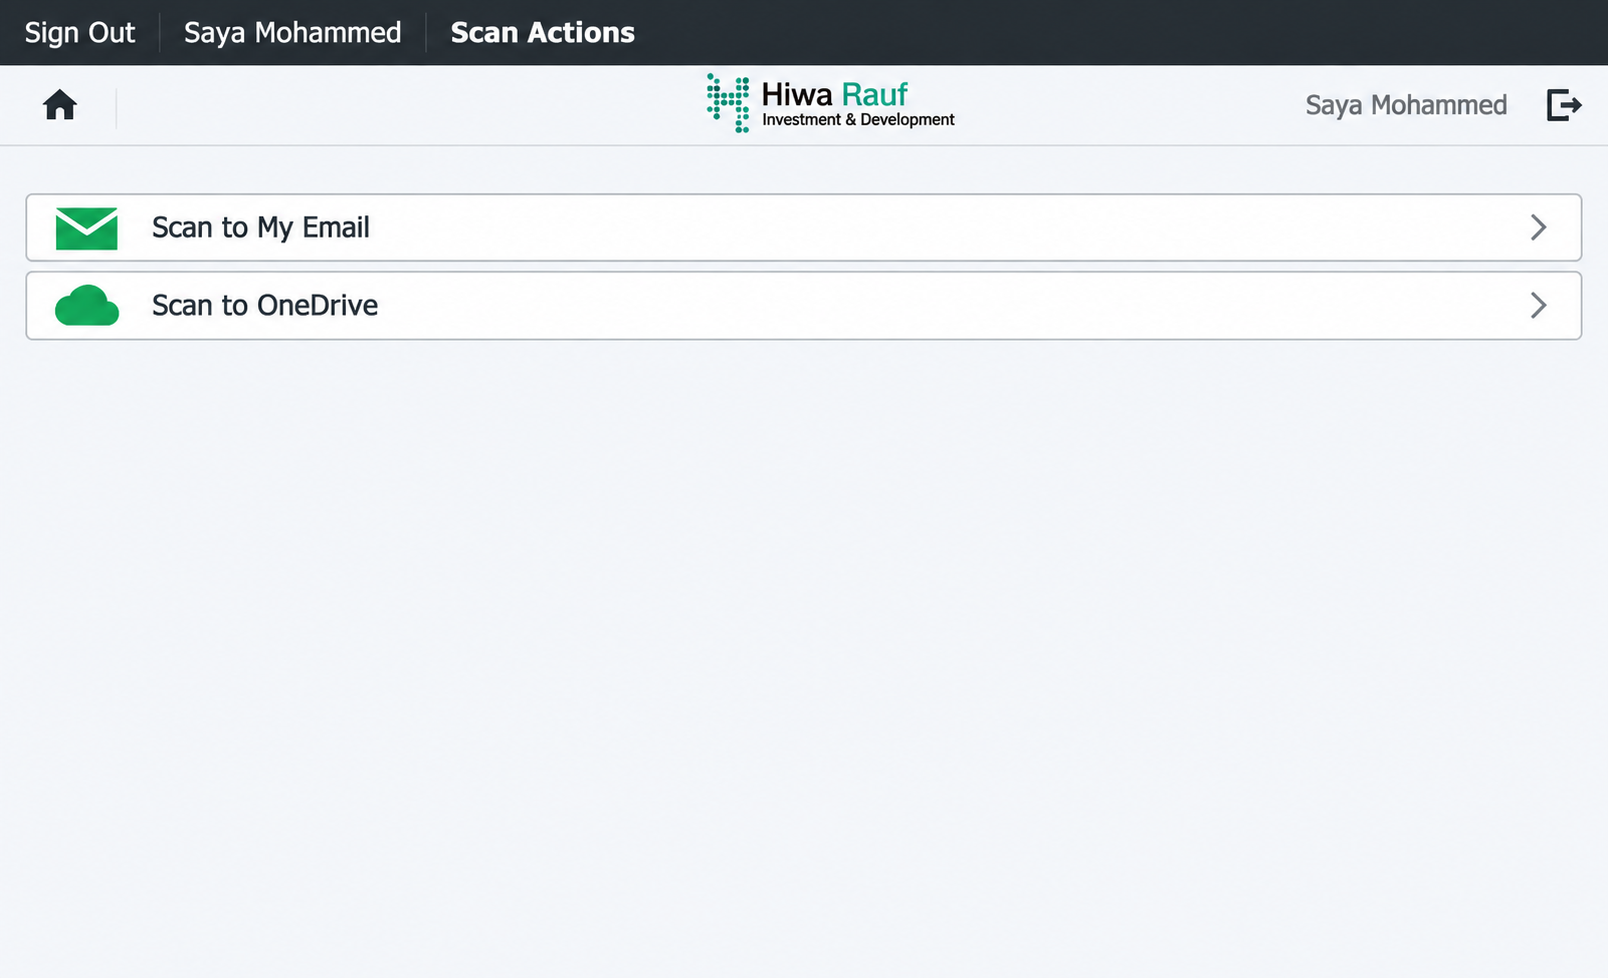 Sign Out
Saya Mohammed
Scan Actions
Hiwa Rauf
Investment & Development
Saya Mohammed
Scan to My Email
Scan to OneDrive